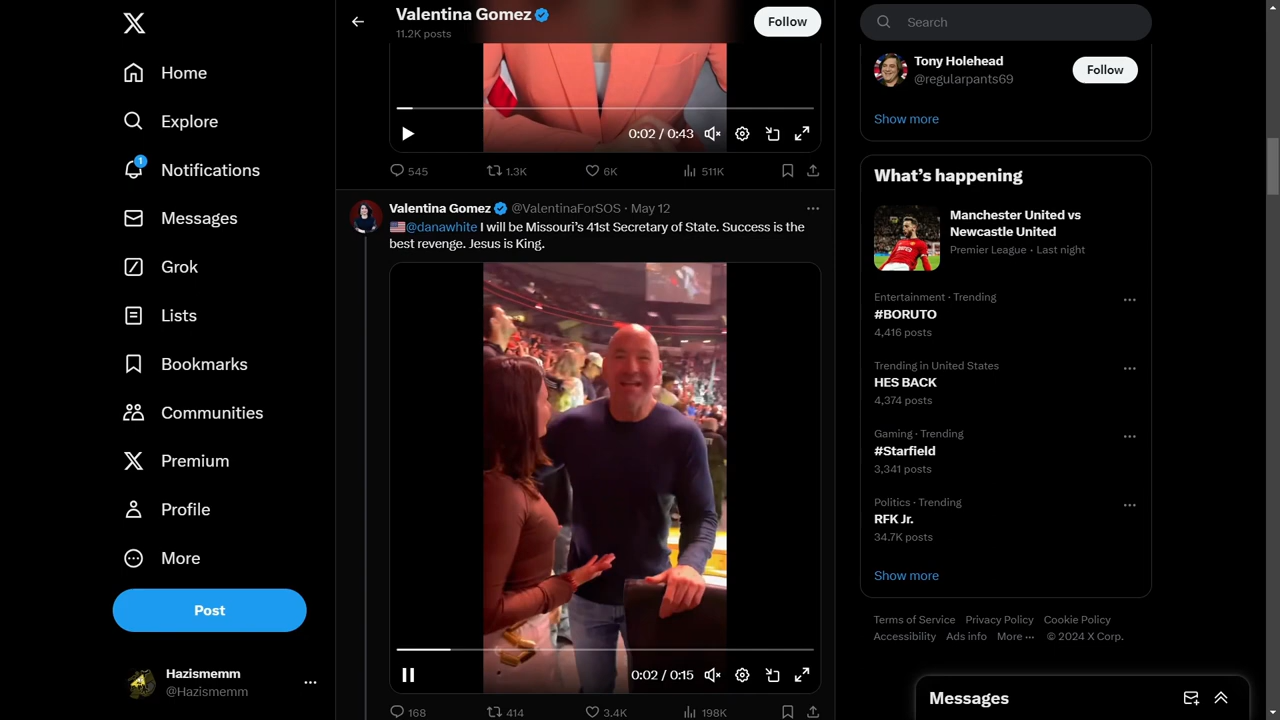 Home
Explore
1
Notifications
Messages
Grok
Lists
Bookmarks
Communities
Premium
Profile
More
Post
Hazismemm
@Hazismemm
Valentina Gomez
11.2K posts
Follow
0:02 / 0:43
545
1.3K
6K
511K
Valentina Gomez @ValentinaForSOS · May 12
🇺🇸@danawhite I will be Missouri’s 41st Secretary of State. Success is the
best revenge. Jesus is King.
0:02 / 0:15
168
414
3.4K
198K
Search
Tony Holehead
@regularpants69
Follow
Show more
What’s happening
Manchester United vs
Newcastle United
Premier League · Last night
Entertainment · Trending
#BORUTO
4,416 posts
Trending in United States
HES BACK
4,374 posts
Gaming · Trending
#Starfield
3,341 posts
Politics · Trending
RFK Jr.
34.7K posts
Show more
Terms of Service Privacy Policy Cookie Policy
Accessibility Ads info More ··· © 2024 X Corp.
Messages